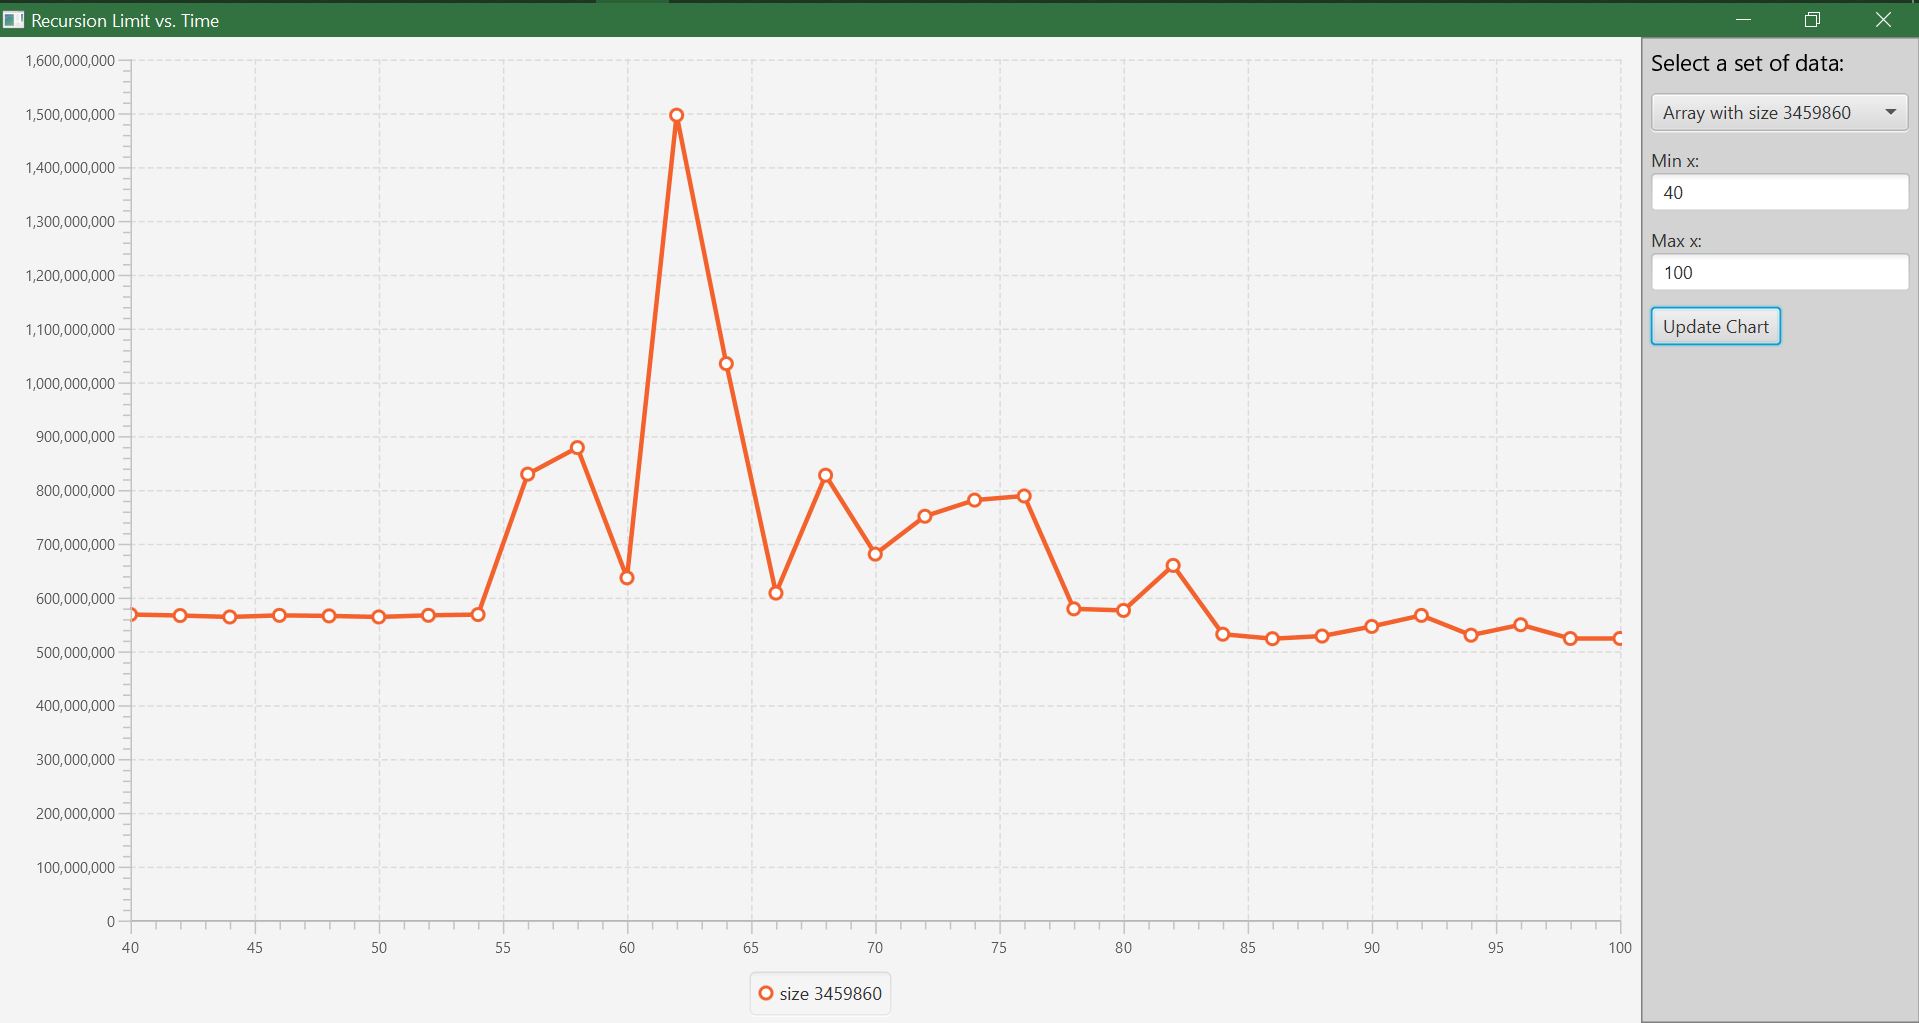 Recursion Limit vs. Time
1,600,000,000
1,500,000,000
1,400,000,000
1,300,000,000
1,200,000,000
1,100,000,000
1,000,000,000
900,000,000
800,000,000
700,000,000
600,000,000
500,000,000
400,000,000
300,000,000
200,000,000
100,000,000
0
40 45 50 55 60 65 70 75 80 85 90 95 100
size 3459860
Select a set of data:
Array with size 3459860
Min x:
40
Max x:
100
Update Chart